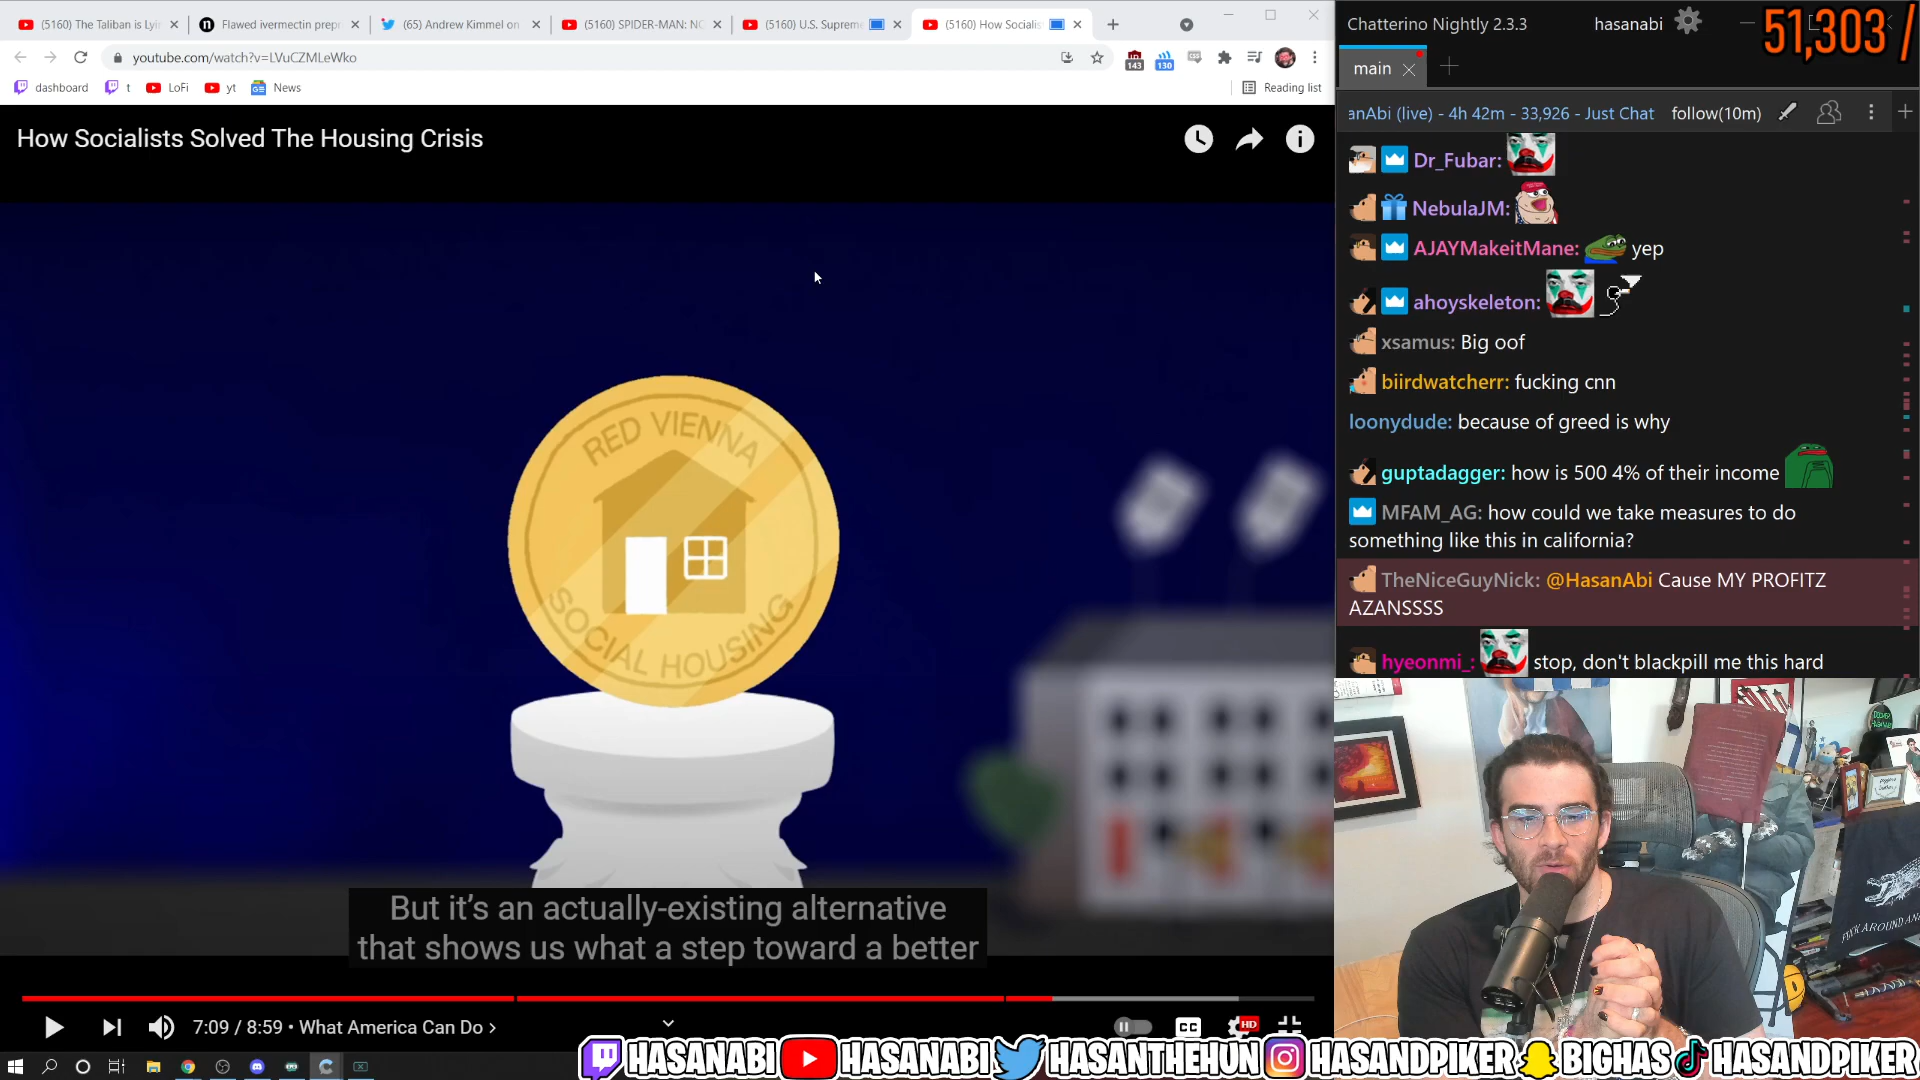 (5160) The Taliban is Lyin
Flawed ivermectin prepr
(65) Andrew Kimmel on
(5160) SPIDER-MAN: NO
(5160) U.S. Supreme
(5160) How Socialis
youtube.com/watch?v=LVuCZMLeWko
143
130
dashboard
t
LoFi
yt
News
Reading list
How Socialists Solved The Housing Crisis
RED VIENNA
SOCIAL HOUSING
But it's an actually-existing alternative
that shows us what a step toward a better
7:09 / 8:59 • What America Can Do ›
CC
HD
Chatterino Nightly 2.3.3
hasanabi
51,303 /
main
anAbi (live) - 4h 42m - 33,926 - Just Chat
follow(10m)
Dr_Fubar:
NebulaJM:
AJAYMakeitMane: yep
ahoyskeleton:
xsamus: Big oof
biirdwatcherr: fucking cnn
loonydude: because of greed is why
guptadagger: how is 500 4% of their income
MFAM_AG: how could we take measures to do
something like this in california?
TheNiceGuyNick: @HasanAbi Cause MY PROFITZ
AZANSSSS
hyeonmi_: stop, don't blackpill me this hard
HASANABI
HASANABI
HASANTHEHUN
HASANDPIKER
BIGHAS
HASANDPIKER